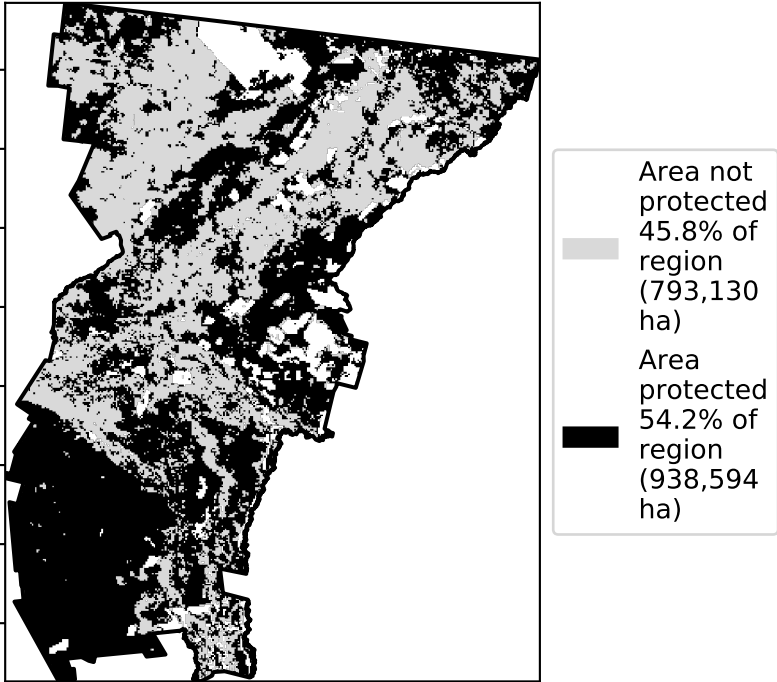 Area not
protected
45.8% of
region
(793,130
ha)
Area
protected
54.2% of
region
(938,594
ha)